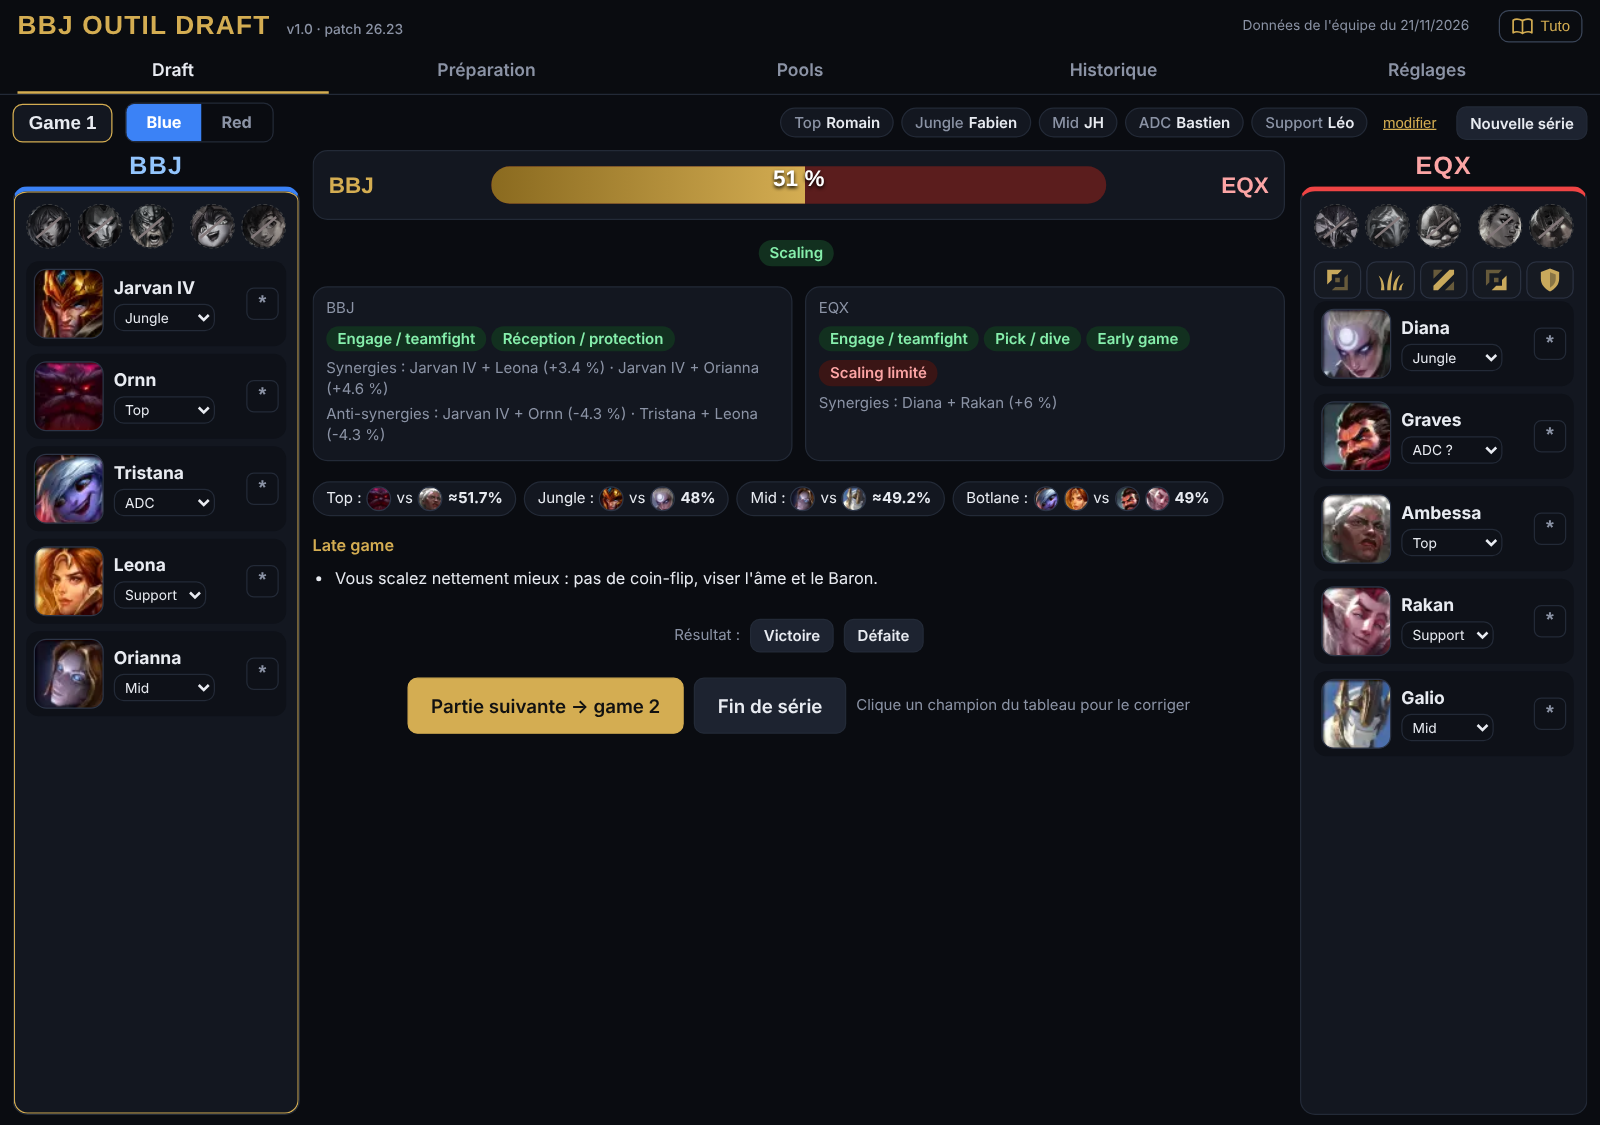 BBJ OUTIL DRAFT v1.0 · patch 26.23
Données de l'équipe du 21/11/2026
Tuto
Draft Préparation Pools Historique Réglages
Game 1 Blue Red
Top Romain Jungle Fabien Mid JH ADC Bastien Support Léo modifier Nouvelle série
BBJ
Jarvan IV
Jungle
*
Ornn
Top
*
Tristana
ADC
*
Leona
Support
*
Orianna
Mid
*
BBJ 51 % EQX
Scaling
BBJ
Engage / teamfight Réception / protection
Synergies : Jarvan IV + Leona (+3.4 %) · Jarvan IV + Orianna
(+4.6 %)
Anti-synergies : Jarvan IV + Ornn (-4.3 %) · Tristana + Leona
(-4.3 %)
EQX
Engage / teamfight Pick / dive Early game
Scaling limité
Synergies : Diana + Rakan (+6 %)
Top : vs ≈51.7% Jungle : vs 48% Mid : vs ≈49.2% Botlane : vs 49%
Late game
• Vous scalez nettement mieux : pas de coin-flip, viser l'âme et le Baron.
Résultat : Victoire Défaite
Partie suivante → game 2 Fin de série Clique un champion du tableau pour le corriger
EQX
Diana
Jungle
*
Graves
ADC ?
*
Ambessa
Top
*
Rakan
Support
*
Galio
Mid
*